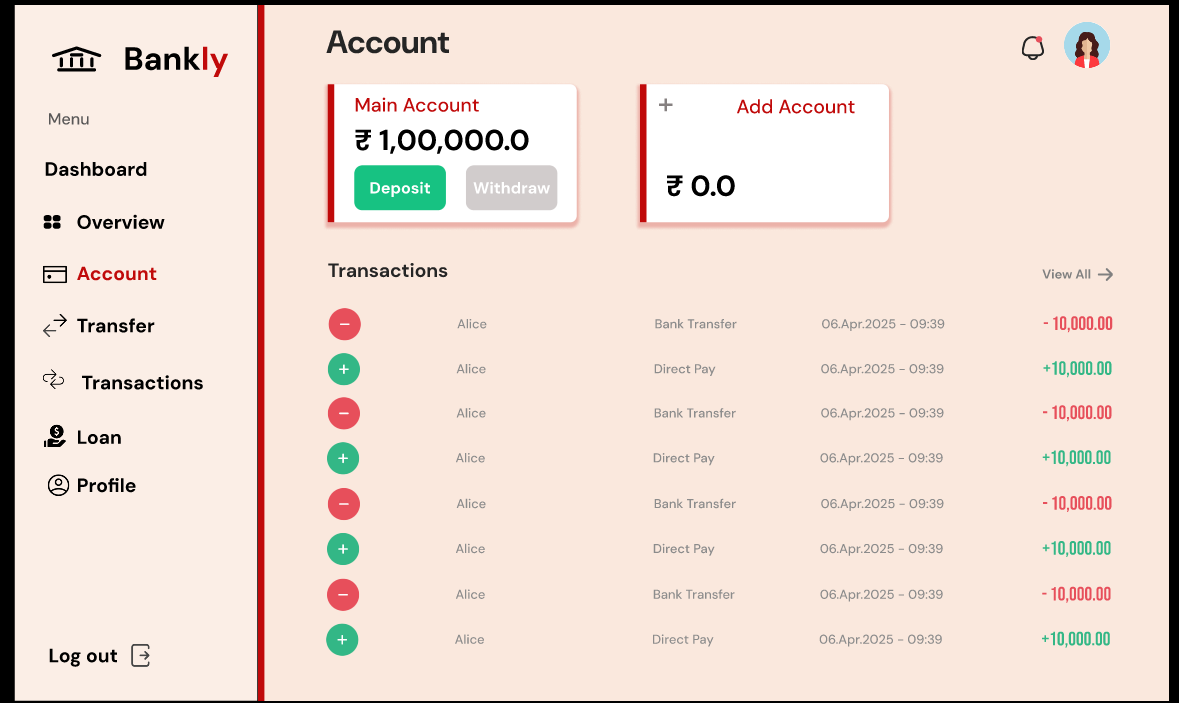 Bankly
Menu
Dashboard
Overview
Account
Transfer
Transactions
Loan
Profile
Log out
Account
Main Account
₹ 1,00,000.0
Deposit
Withdraw
+
Add Account
₹ 0.0
Transactions
View All →
− Alice Bank Transfer 06.Apr.2025 - 09:39 - 10,000.00
+ Alice Direct Pay 06.Apr.2025 - 09:39 +10,000.00
− Alice Bank Transfer 06.Apr.2025 - 09:39 - 10,000.00
+ Alice Direct Pay 06.Apr.2025 - 09:39 +10,000.00
− Alice Bank Transfer 06.Apr.2025 - 09:39 - 10,000.00
+ Alice Direct Pay 06.Apr.2025 - 09:39 +10,000.00
− Alice Bank Transfer 06.Apr.2025 - 09:39 - 10,000.00
+ Alice Direct Pay 06.Apr.2025 - 09:39 +10,000.00